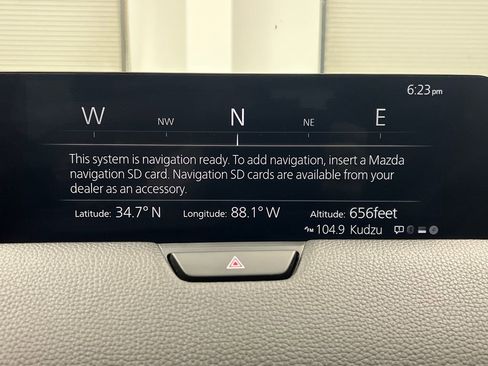 6:23pm
W NW N NE E
This system is navigation ready. To add navigation, insert a Mazda
navigation SD card. Navigation SD cards are available from your
dealer as an accessory.
Latitude: 34.7° N Longitude: 88.1° W Altitude: 656feet
FM 104.9 Kudzu